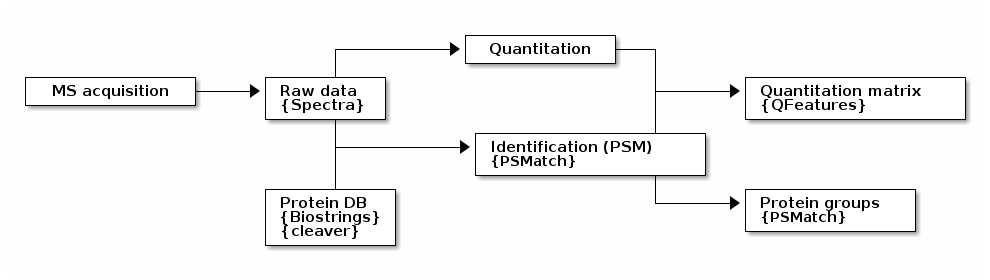 MS acquisition
Raw data
{Spectra}
Protein DB
{Biostrings}
{cleaver}
Quantitation
Identification (PSM)
{PSMatch}
Quantitation matrix
{QFeatures}
Protein groups
{PSMatch}